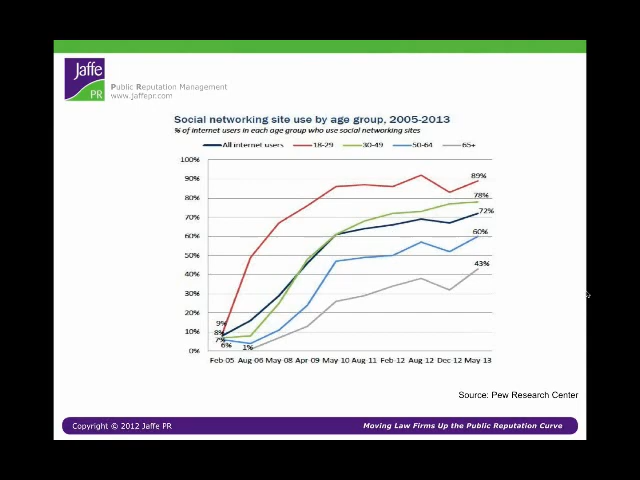 Jaffe
PR
Public Reputation Management
www.jaffepr.com
Social networking site use by age group, 2005-2013
% of internet users in each age group who use social networking sites
All internet users 18-29 30-49 50-64 65+
100%
90%
80%
70%
60%
50%
40%
30%
20%
10%
0%
89%
78%
72%
60%
43%
9%
8%
7%
6%
1%
Feb-05 Aug-06 May-08 Apr-09 May-10 Aug-11 Feb-12 Aug-12 Dec-12 May 13
Source: Pew Research Center
Copyright © 2012 Jaffe PR
Moving Law Firms Up the Public Reputation Curve